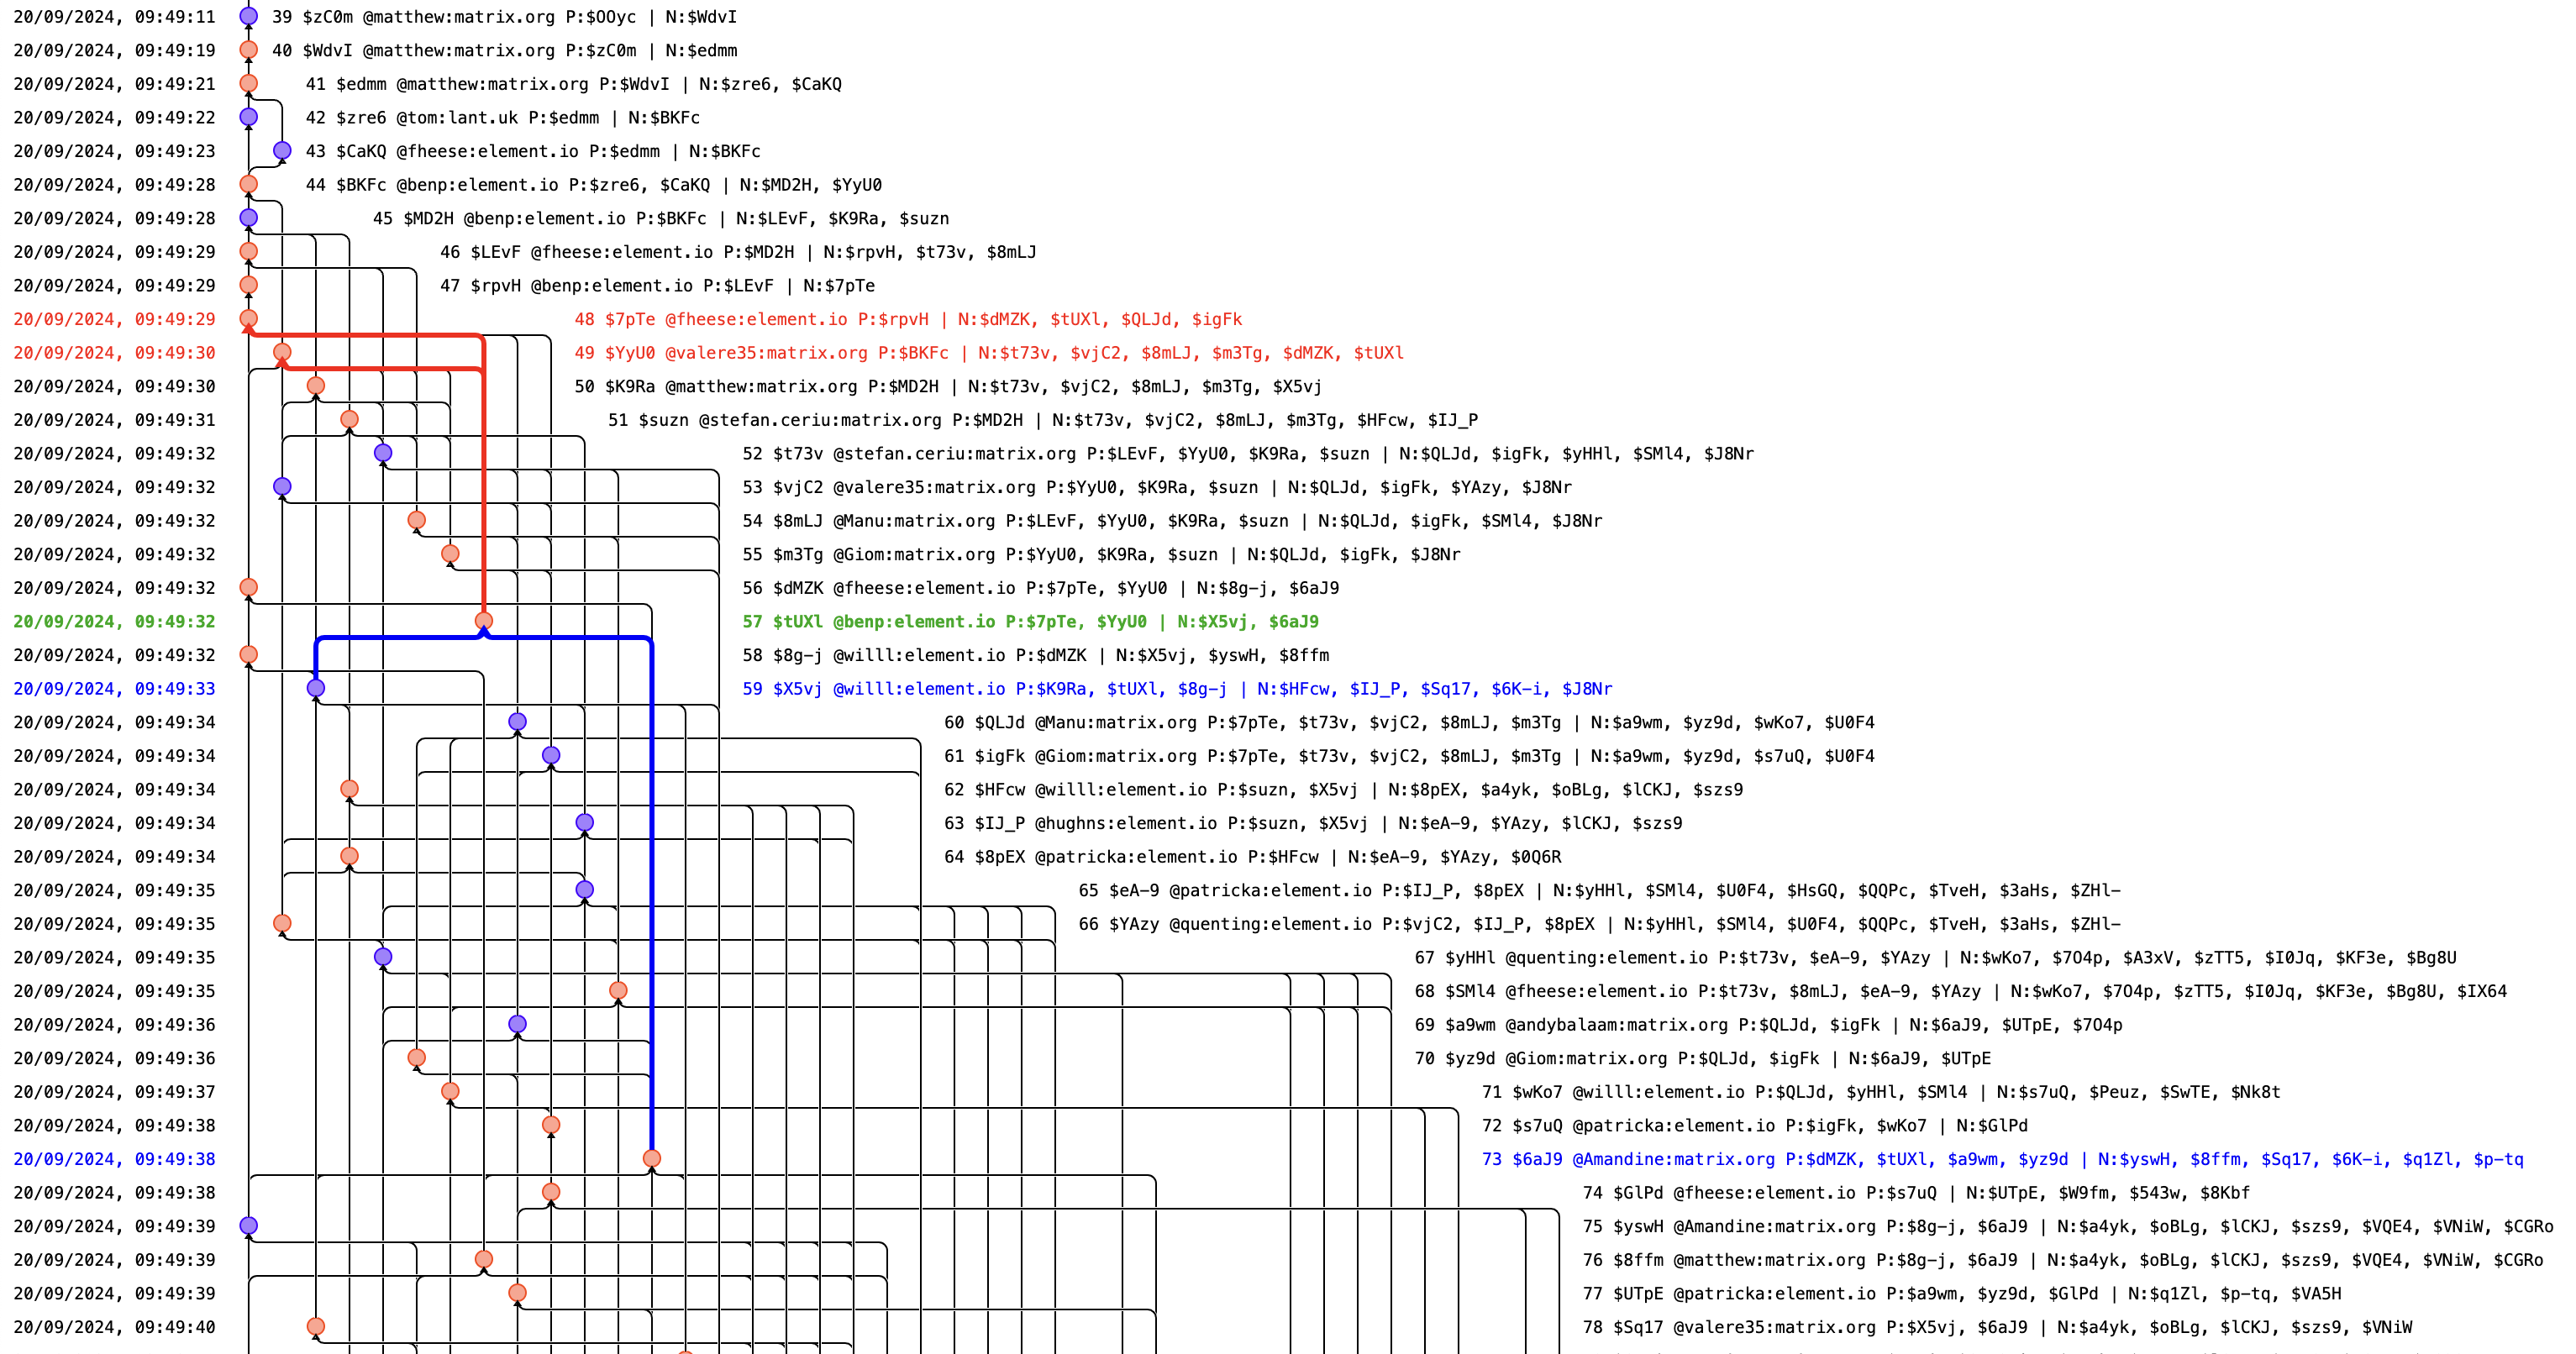 20/09/2024, 09:49:11 39 $zC0m @matthew:matrix.org P:$OOyc | N:$WdvI
20/09/2024, 09:49:19 40 $WdvI @matthew:matrix.org P:$zC0m | N:$edmm
20/09/2024, 09:49:21 41 $edmm @matthew:matrix.org P:$WdvI | N:$zre6, $CaKQ
20/09/2024, 09:49:22 42 $zre6 @tom:lant.uk P:$edmm | N:$BKFc
20/09/2024, 09:49:23 43 $CaKQ @fheese:element.io P:$edmm | N:$BKFc
20/09/2024, 09:49:28 44 $BKFc @benp:element.io P:$zre6, $CaKQ | N:$MD2H, $YyU0
20/09/2024, 09:49:28 45 $MD2H @benp:element.io P:$BKFc | N:$LEvF, $K9Ra, $suzn
20/09/2024, 09:49:29 46 $LEvF @fheese:element.io P:$MD2H | N:$rpvH, $t73v, $8mLJ
20/09/2024, 09:49:29 47 $rpvH @benp:element.io P:$LEvF | N:$7pTe
20/09/2024, 09:49:29 48 $7pTe @fheese:element.io P:$rpvH | N:$dMZK, $tUXl, $QLJd, $igFk
20/09/2024, 09:49:30 49 $YyU0 @valere35:matrix.org P:$BKFc | N:$t73v, $vjC2, $8mLJ, $m3Tg, $dMZK, $tUXl
20/09/2024, 09:49:30 50 $K9Ra @matthew:matrix.org P:$MD2H | N:$t73v, $vjC2, $8mLJ, $m3Tg, $X5vj
20/09/2024, 09:49:31 51 $suzn @stefan.ceriu:matrix.org P:$MD2H | N:$t73v, $vjC2, $8mLJ, $m3Tg, $HFcw, $IJ_P
20/09/2024, 09:49:32 52 $t73v @stefan.ceriu:matrix.org P:$LEvF, $YyU0, $K9Ra, $suzn | N:$QLJd, $igFk, $yHHl, $SMl4, $J8Nr
20/09/2024, 09:49:32 53 $vjC2 @valere35:matrix.org P:$YyU0, $K9Ra, $suzn | N:$QLJd, $igFk, $YAzy, $J8Nr
20/09/2024, 09:49:32 54 $8mLJ @Manu:matrix.org P:$LEvF, $YyU0, $K9Ra, $suzn | N:$QLJd, $igFk, $SMl4, $J8Nr
20/09/2024, 09:49:32 55 $m3Tg @Giom:matrix.org P:$YyU0, $K9Ra, $suzn | N:$QLJd, $igFk, $J8Nr
20/09/2024, 09:49:32 56 $dMZK @fheese:element.io P:$7pTe, $YyU0 | N:$8g-j, $6aJ9
20/09/2024, 09:49:32 57 $tUXl @benp:element.io P:$7pTe, $YyU0 | N:$X5vj, $6aJ9
20/09/2024, 09:49:32 58 $8g-j @willl:element.io P:$dMZK | N:$X5vj, $yswH, $8ffm
20/09/2024, 09:49:33 59 $X5vj @willl:element.io P:$K9Ra, $tUXl, $8g-j | N:$HFcw, $IJ_P, $Sq17, $6K-i, $J8Nr
20/09/2024, 09:49:34 60 $QLJd @Manu:matrix.org P:$7pTe, $t73v, $vjC2, $8mLJ, $m3Tg | N:$a9wm, $yz9d, $wKo7, $U0F4
20/09/2024, 09:49:34 61 $igFk @Giom:matrix.org P:$7pTe, $t73v, $vjC2, $8mLJ, $m3Tg | N:$a9wm, $yz9d, $s7uQ, $U0F4
20/09/2024, 09:49:34 62 $HFcw @willl:element.io P:$suzn, $X5vj | N:$8pEX, $a4yk, $oBLg, $lCKJ, $szs9
20/09/2024, 09:49:34 63 $IJ_P @hughns:element.io P:$suzn, $X5vj | N:$eA-9, $YAzy, $lCKJ, $szs9
20/09/2024, 09:49:34 64 $8pEX @patricka:element.io P:$HFcw | N:$eA-9, $YAzy, $0Q6R
20/09/2024, 09:49:35 65 $eA-9 @patricka:element.io P:$IJ_P, $8pEX | N:$yHHl, $SMl4, $U0F4, $HsGQ, $QQPc, $TveH, $3aHs, $ZHl-
20/09/2024, 09:49:35 66 $YAzy @quenting:element.io P:$vjC2, $IJ_P, $8pEX | N:$yHHl, $SMl4, $U0F4, $QQPc, $TveH, $3aHs, $ZHl-
20/09/2024, 09:49:35 67 $yHHl @quenting:element.io P:$t73v, $eA-9, $YAzy | N:$wKo7, $7O4p, $A3xV, $zTT5, $I0Jq, $KF3e, $Bg8U
20/09/2024, 09:49:35 68 $SMl4 @fheese:element.io P:$t73v, $8mLJ, $eA-9, $YAzy | N:$wKo7, $7O4p, $zTT5, $I0Jq, $KF3e, $Bg8U, $IX64
20/09/2024, 09:49:36 69 $a9wm @andybalaam:matrix.org P:$QLJd, $igFk | N:$6aJ9, $UTpE, $7O4p
20/09/2024, 09:49:36 70 $yz9d @Giom:matrix.org P:$QLJd, $igFk | N:$6aJ9, $UTpE
20/09/2024, 09:49:37 71 $wKo7 @willl:element.io P:$QLJd, $yHHl, $SMl4 | N:$s7uQ, $Peuz, $SwTE, $Nk8t
20/09/2024, 09:49:38 72 $s7uQ @patricka:element.io P:$igFk, $wKo7 | N:$GlPd
20/09/2024, 09:49:38 73 $6aJ9 @Amandine:matrix.org P:$dMZK, $tUXl, $a9wm, $yz9d | N:$yswH, $8ffm, $Sq17, $6K-i, $q1Zl, $p-tq
20/09/2024, 09:49:38 74 $GlPd @fheese:element.io P:$s7uQ | N:$UTpE, $W9fm, $543w, $8Kbf
20/09/2024, 09:49:39 75 $yswH @Amandine:matrix.org P:$8g-j, $6aJ9 | N:$a4yk, $oBLg, $lCKJ, $szs9, $VQE4, $VNiW, $CGRo
20/09/2024, 09:49:39 76 $8ffm @matthew:matrix.org P:$8g-j, $6aJ9 | N:$a4yk, $oBLg, $lCKJ, $szs9, $VQE4, $VNiW, $CGRo
20/09/2024, 09:49:39 77 $UTpE @patricka:element.io P:$a9wm, $yz9d, $GlPd | N:$q1Zl, $p-tq, $VA5H
20/09/2024, 09:49:40 78 $Sq17 @valere35:matrix.org P:$X5vj, $6aJ9 | N:$a4yk, $oBLg, $lCKJ, $szs9, $VNiW